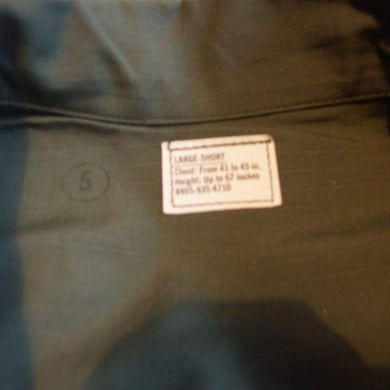 5
LARGE-SHORT
Chest: From 41 to 45 in.
Height: Up to 67 inches
8405-935-4710